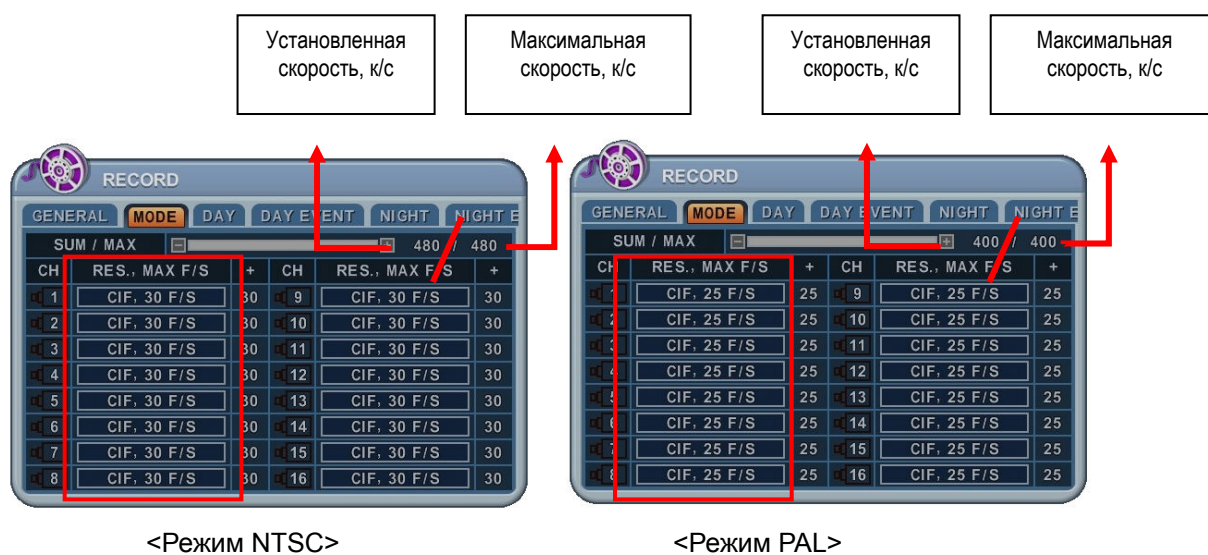 Установленная
скорость, к/с
Максимальная
скорость, к/с
Установленная
скорость, к/с
Максимальная
скорость, к/с
RECORD
GENERAL MODE DAY DAY EVENT NIGHT NIGHT E
SUM / MAX 480 / 480
CH RES., MAX F/S + CH RES., MAX F/S +
1 CIF, 30 F/S 30 9 CIF, 30 F/S 30
2 CIF, 30 F/S 30 10 CIF, 30 F/S 30
3 CIF, 30 F/S 30 11 CIF, 30 F/S 30
4 CIF, 30 F/S 30 12 CIF, 30 F/S 30
5 CIF, 30 F/S 30 13 CIF, 30 F/S 30
6 CIF, 30 F/S 30 14 CIF, 30 F/S 30
7 CIF, 30 F/S 30 15 CIF, 30 F/S 30
8 CIF, 30 F/S 30 16 CIF, 30 F/S 30
<Режим NTSC>
RECORD
GENERAL MODE DAY DAY EVENT NIGHT NIGHT E
SUM / MAX 400 / 400
CH RES., MAX F/S + CH RES., MAX F/S +
1 CIF, 25 F/S 25 9 CIF, 25 F/S 25
2 CIF, 25 F/S 25 10 CIF, 25 F/S 25
3 CIF, 25 F/S 25 11 CIF, 25 F/S 25
4 CIF, 25 F/S 25 12 CIF, 25 F/S 25
5 CIF, 25 F/S 25 13 CIF, 25 F/S 25
6 CIF, 25 F/S 25 14 CIF, 25 F/S 25
7 CIF, 25 F/S 25 15 CIF, 25 F/S 25
8 CIF, 25 F/S 25 16 CIF, 25 F/S 25
<Режим PAL>